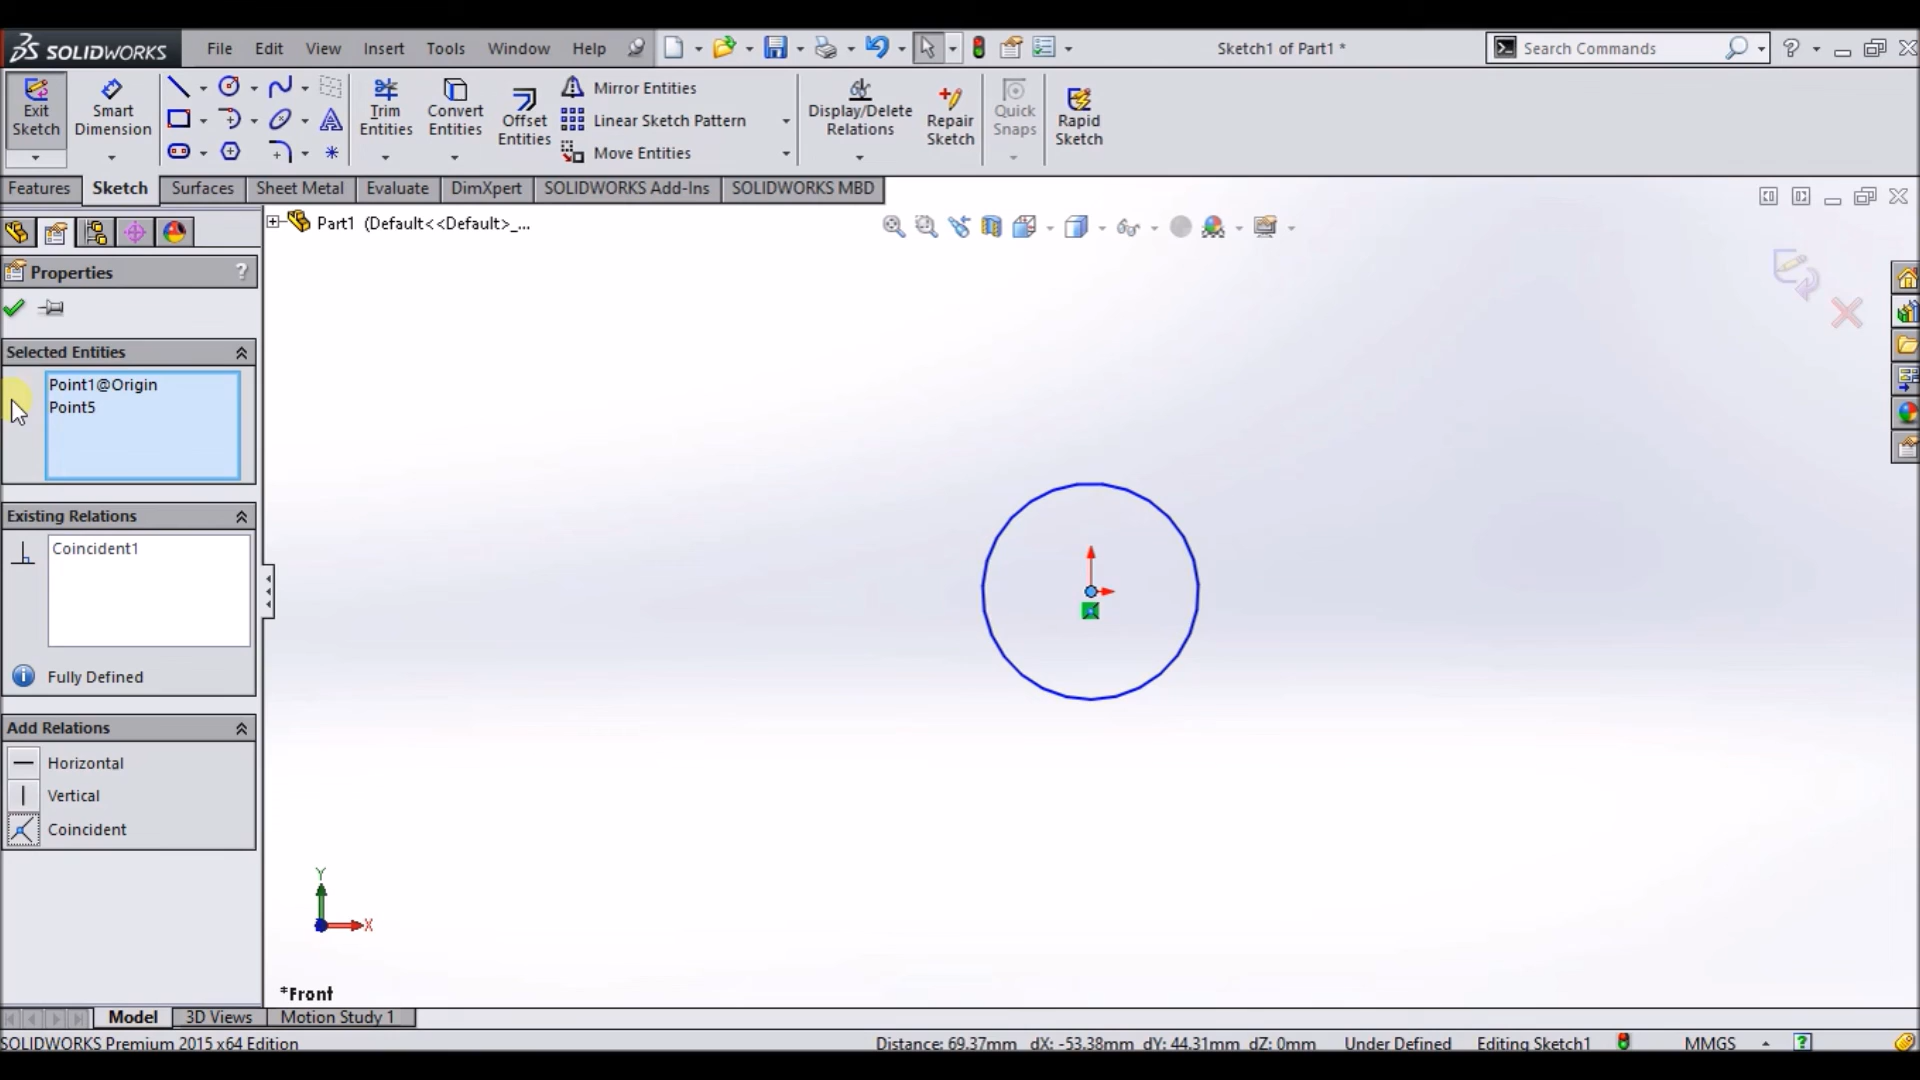 SOLIDWORKS File Edit View Insert Tools Window Help Sketch1 of Part1 * Search Commands
Exit Sketch
Smart Dimension
Trim Entities
Convert Entities
Offset Entities
Mirror Entities
Linear Sketch Pattern
Move Entities
Display/Delete Relations
Repair Sketch
Quick Snaps
Rapid Sketch
Features Sketch Surfaces Sheet Metal Evaluate DimXpert SOLIDWORKS Add-Ins SOLIDWORKS MBD
Part1 (Default<<Default>_...
Properties ?
Selected Entities
Point1@Origin
Point5
Existing Relations
Coincident1
Fully Defined
Add Relations
Horizontal
Vertical
Coincident
Y
X
*Front
Model 3D Views Motion Study 1
SOLIDWORKS Premium 2015 x64 Edition Distance: 69.37mm dX: -53.38mm dY: 44.31mm dZ: 0mm Under Defined Editing Sketch1 MMGS ?